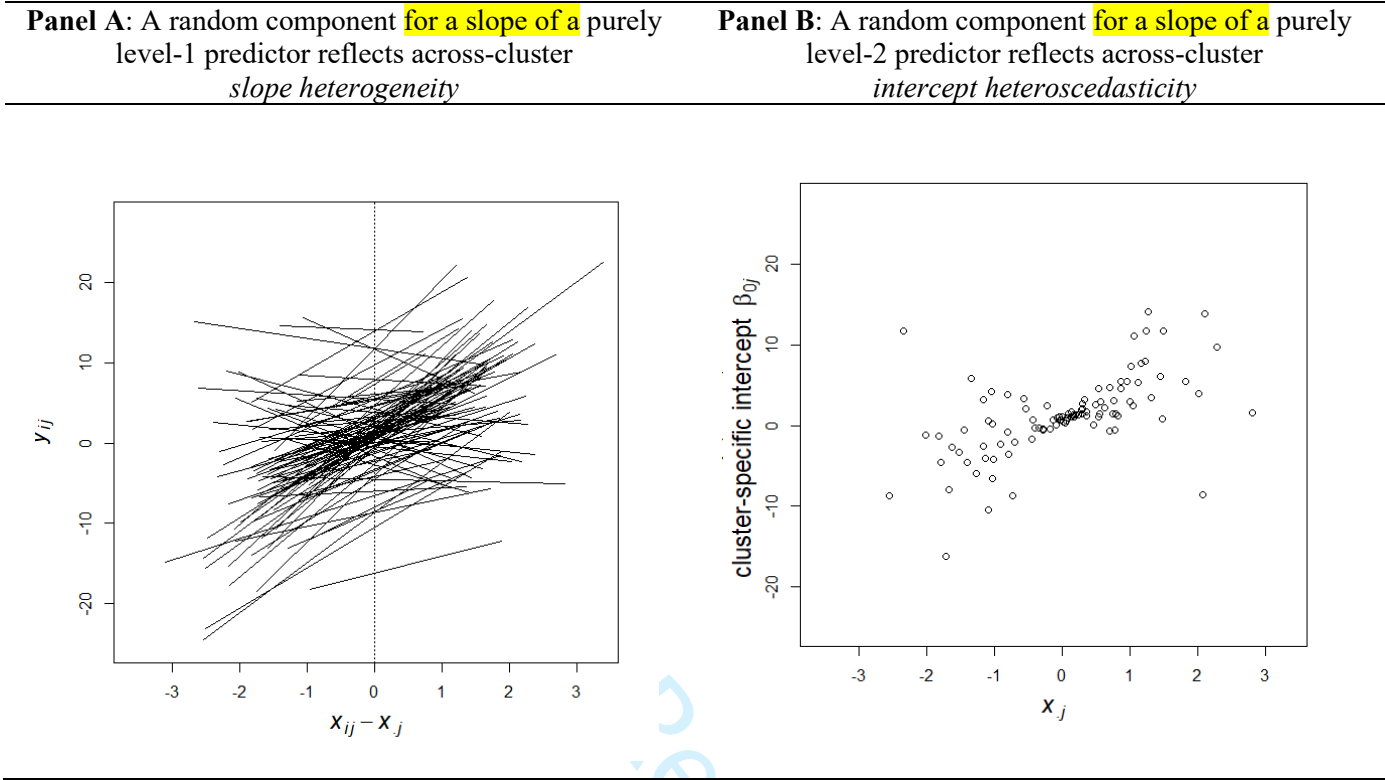 Panel A: A random component for a slope of a purely
level-1 predictor reflects across-cluster
slope heterogeneity
Panel B: A random component for a slope of a purely
level-2 predictor reflects across-cluster
intercept heteroscedasticity
y ij
20
10
0
-10
-20
-3 -2 -1 0 1 2 3
x ij − x .j
cluster-specific intercept β0j
20
10
0
-10
-20
-3 -2 -1 0 1 2 3
x .j